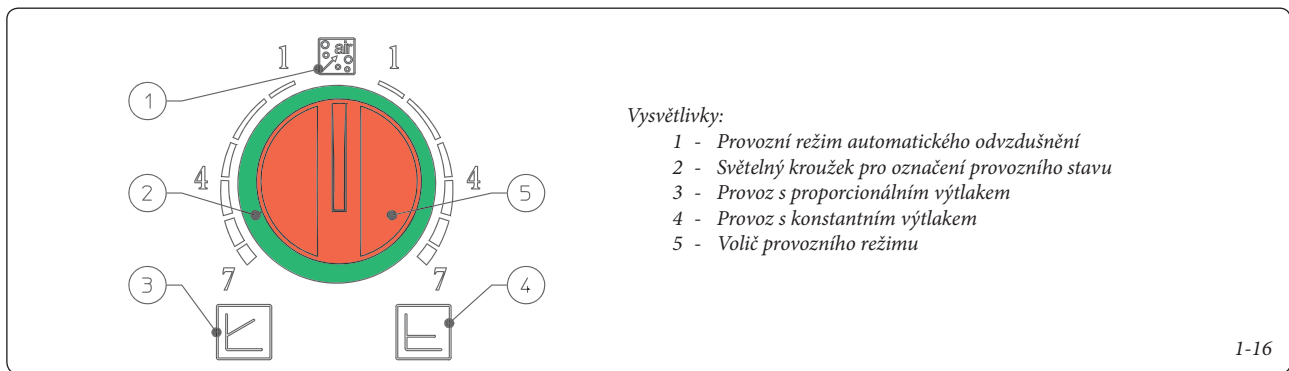 1 air 1
1
4 4
2 5
7 7
3 4
Vysvětlivky:
1 - Provozní režim automatického odvzdušnění
2 - Světelný kroužek pro označení provozního stavu
3 - Provoz s proporcionálním výtlakem
4 - Provoz s konstantním výtlakem
5 - Volič provozního režimu
1-16